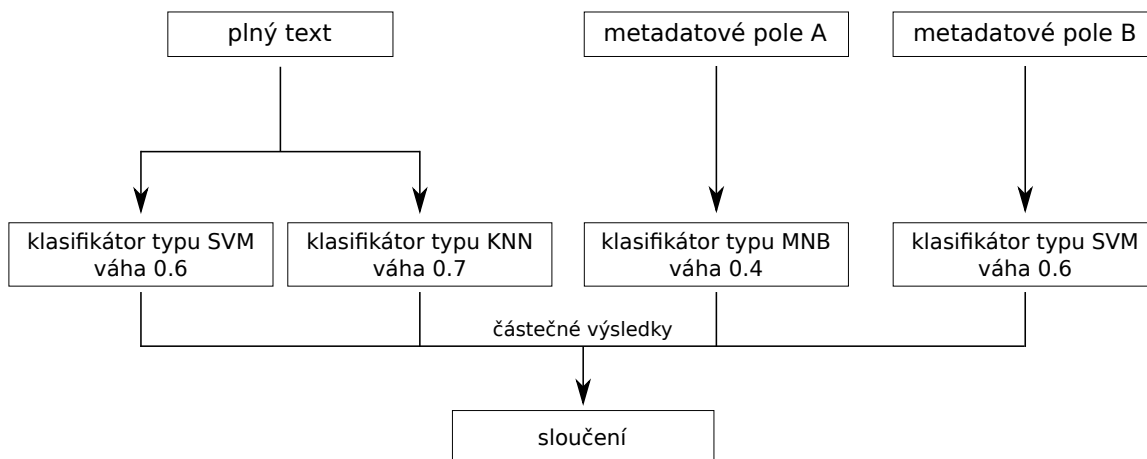 plný text
metadatové pole A
metadatové pole B
klasifikátor typu SVM
váha 0.6
klasifikátor typu KNN
váha 0.7
klasifikátor typu MNB
váha 0.4
klasifikátor typu SVM
váha 0.6
částečné výsledky
sloučení